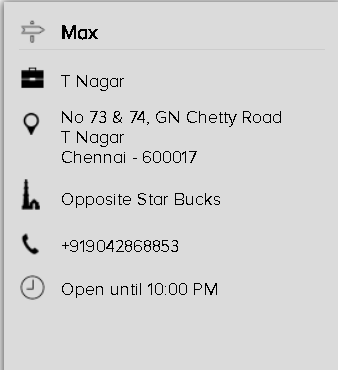 Max
T Nagar
No 73 & 74, GN Chetty Road
T Nagar
Chennai - 600017
Opposite Star Bucks
+919042868853
Open until 10:00 PM